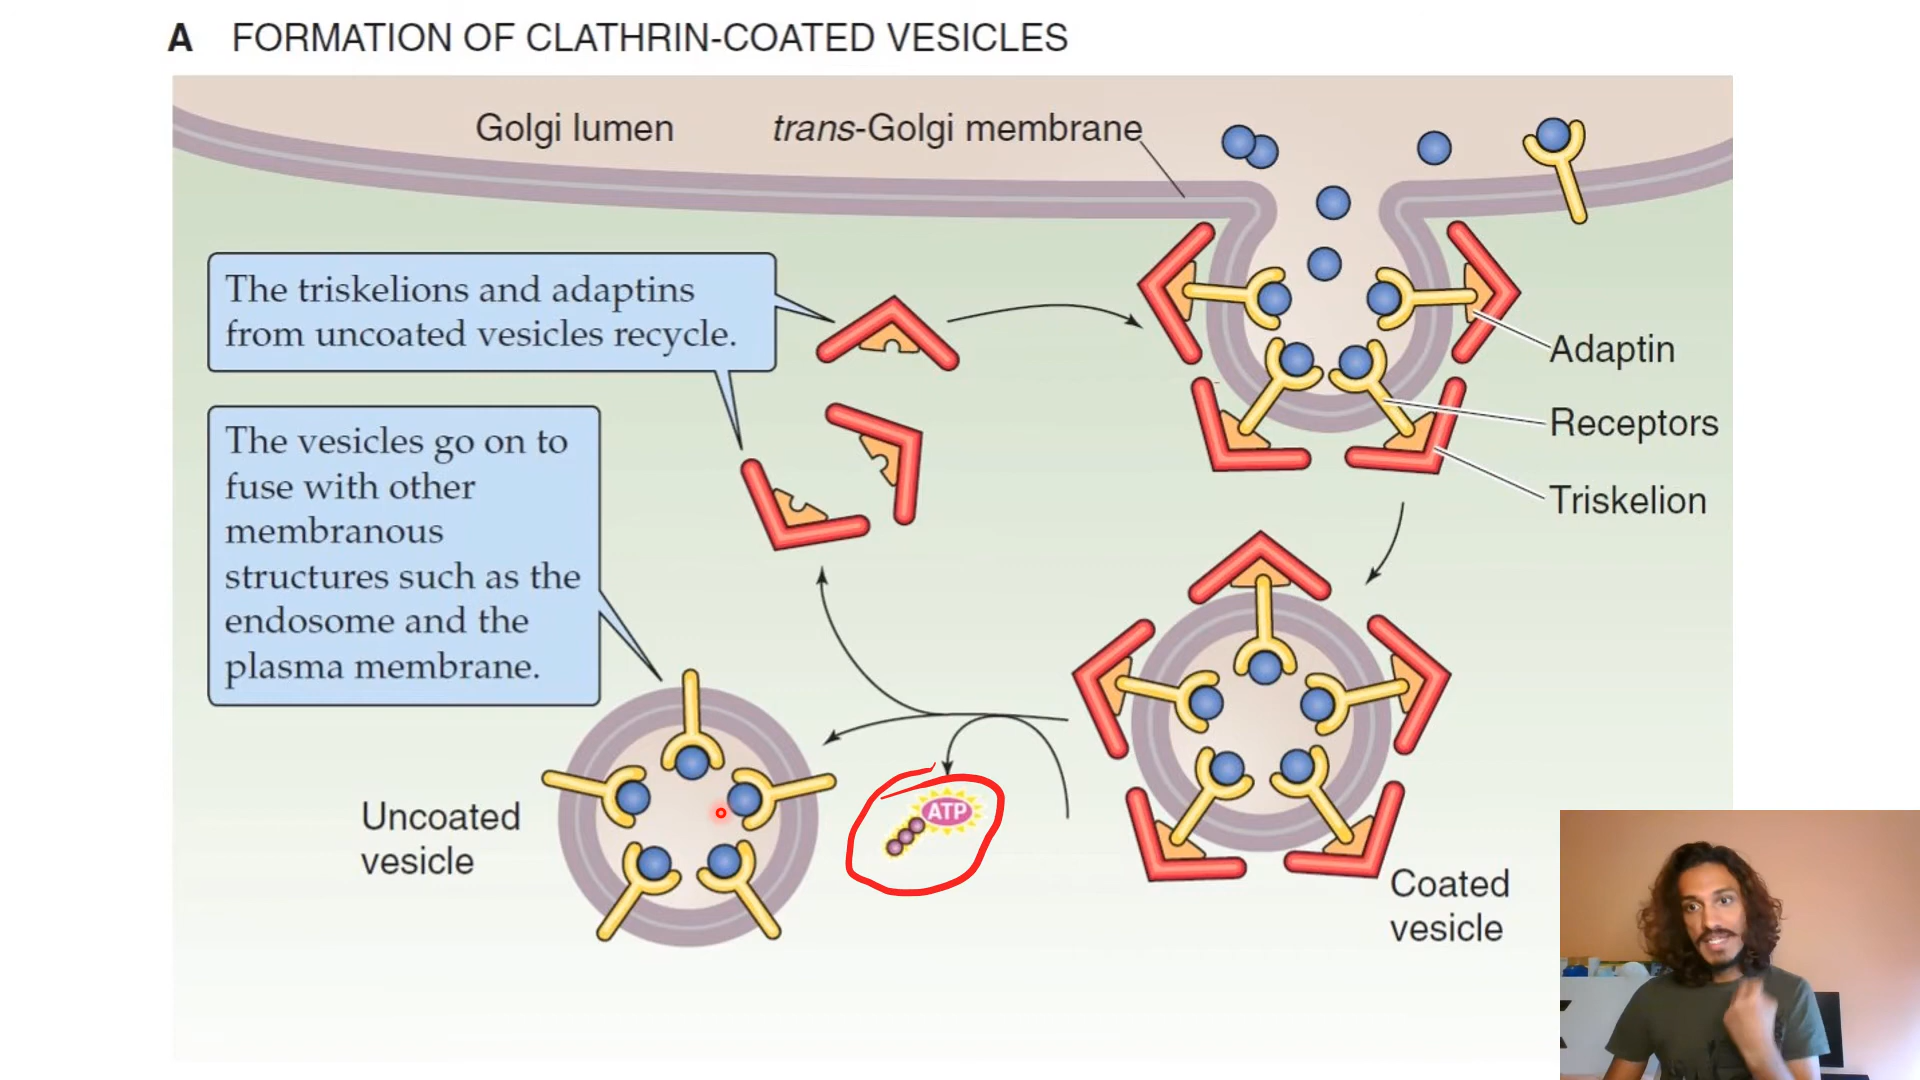 A FORMATION OF CLATHRIN-COATED VESICLES
Golgi lumen
trans-Golgi membrane
The triskelions and adaptins
from uncoated vesicles recycle.
Adaptin
Receptors
Triskelion
The vesicles go on to
fuse with other
membranous
structures such as the
endosome and the
plasma membrane.
Uncoated
vesicle
ATP
Coated
vesicle